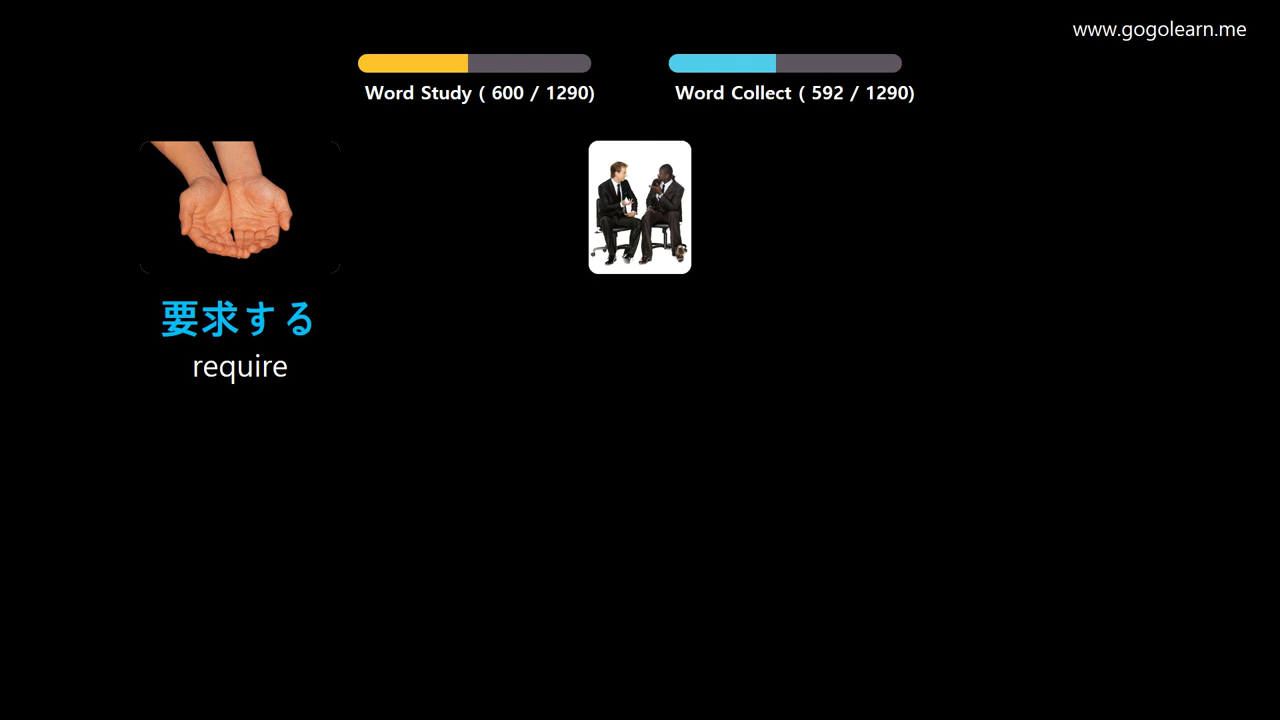 www.gogolearn.me
Word Study ( 600 / 1290)
Word Collect ( 592 / 1290)
要求する
require